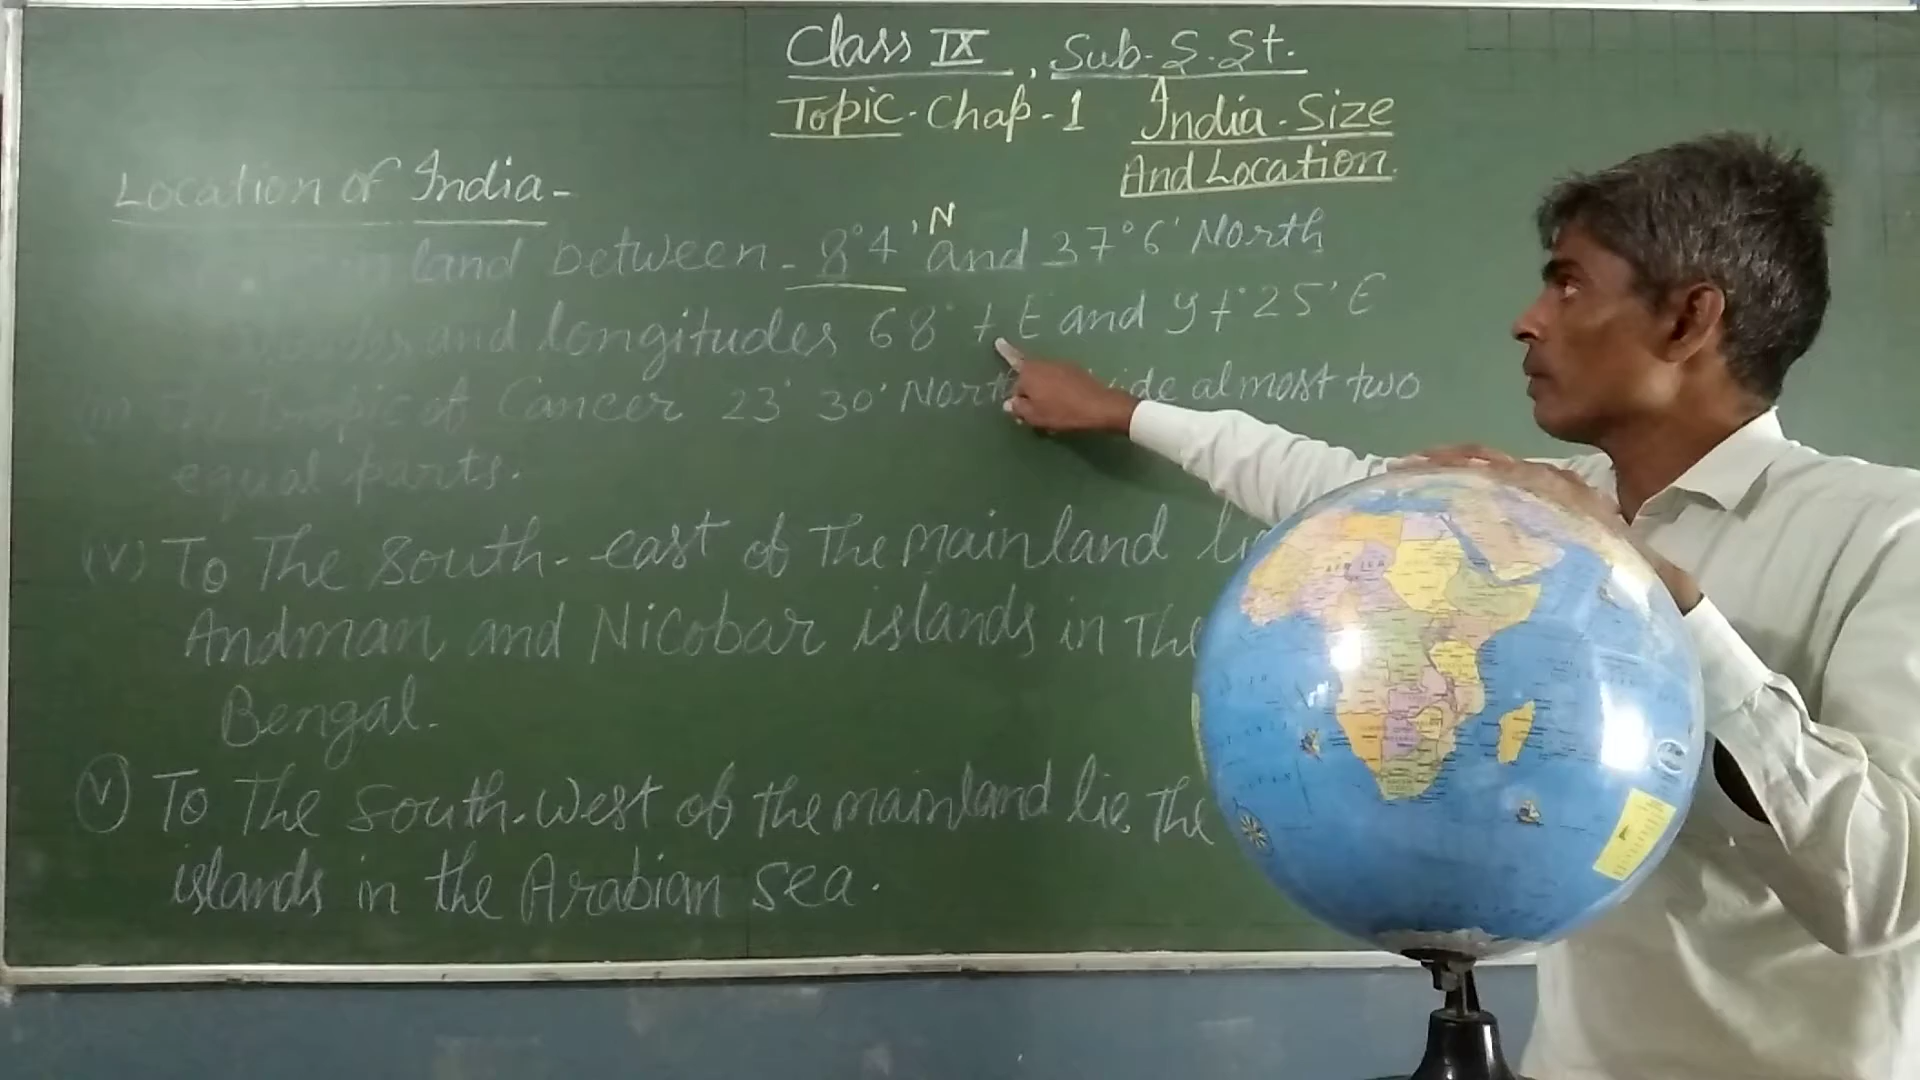 Class IX, Sub-S.St.
Topic-Chap-1 India-Size
And Location.
Location of India-
land between-8°4'N and 37°6' North
and longitudes 68° 7 E and 97°25'E
Tropic of Cancer 23° 30' North almost two
equal parts.
(iv) To The South-east of The mainland
Andman and Nicobar islands in The
Bengal.
(v) To The South-West of the mainland lie The
islands in the Arabian Sea.